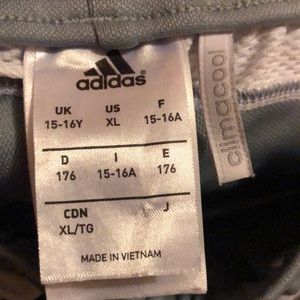 adidas®
UK US F
15-16Y XL 15-16A
D I E
176 15-16A 176
CDN J
XL/TG
MADE IN VIETNAM
climacool